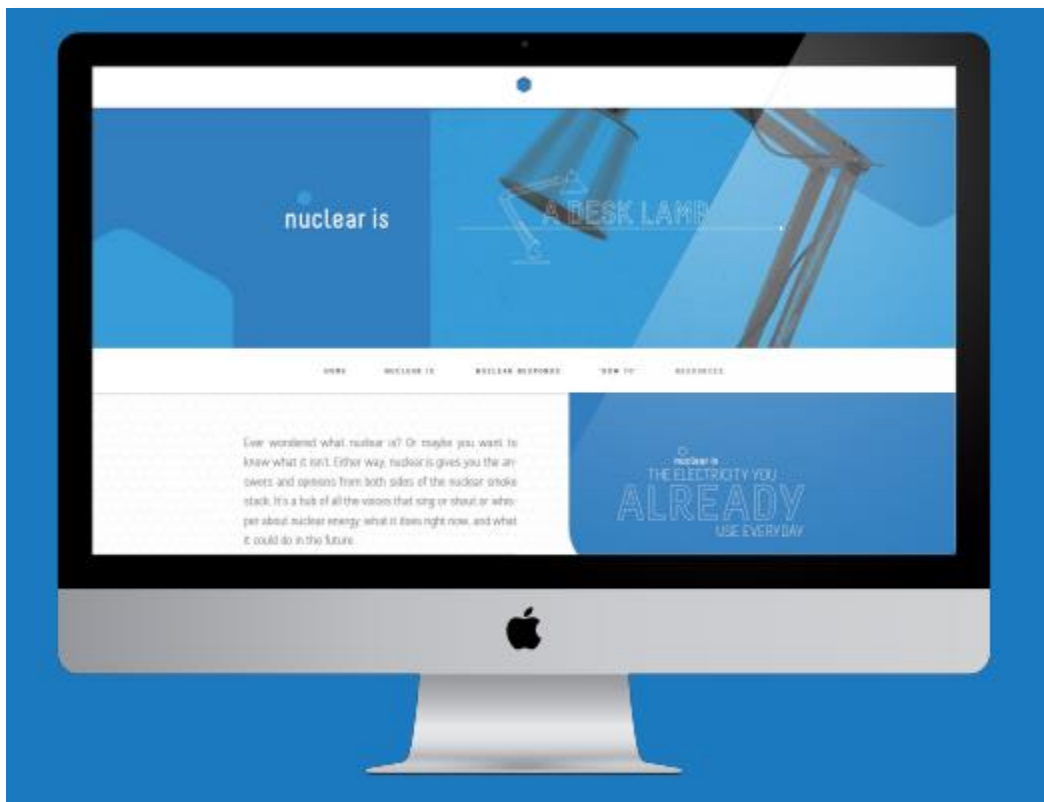 nuclear is
A DESK LAMP
HOME NUCLEAR IS NUCLEAR RESPONSE 'HOW TO' RESOURCES
Ever wondered what nuclear is? Or maybe you want to
know what it isn't. Either way, nuclear is gives you the an-
swers and opinions from both sides of the nuclear smoke
stack. It's a hub of all the voices that sing or shout or whis-
per about nuclear energy: what it does right now, and what
it could do in the future.
nuclear is
THE ELECTRICITY YOU
ALREADY
USE EVERYDAY